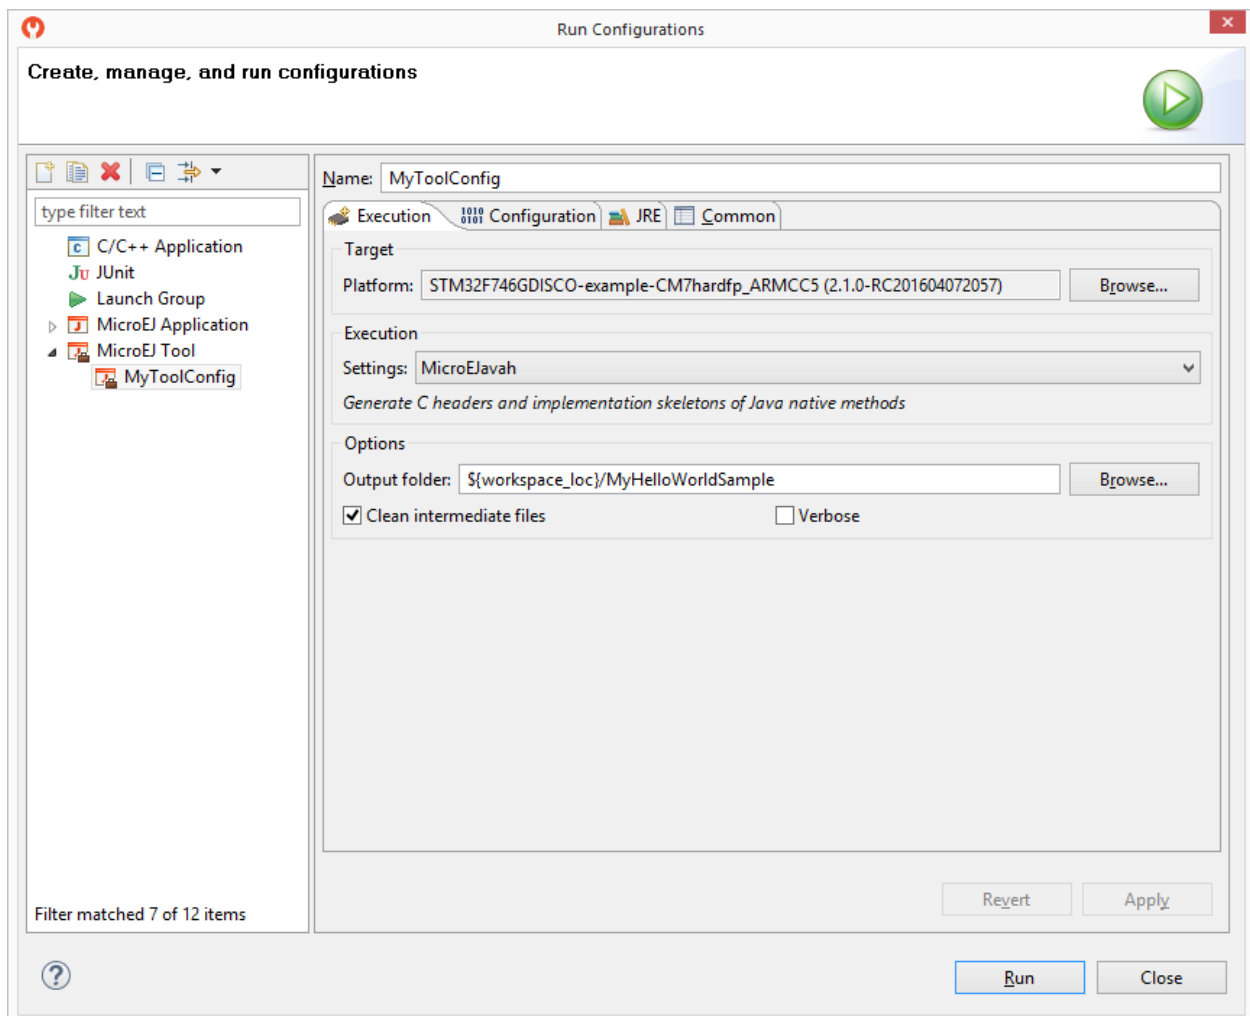 Run Configurations
Create, manage, and run configurations
type filter text
C/C++ Application
JUnit
Launch Group
MicroEJ Application
MicroEJ Tool
MyToolConfig
Filter matched 7 of 12 items
Name: MyToolConfig
Execution Configuration JRE Common
Target
Platform: STM32F746GDISCO-example-CM7hardfp_ARMCC5 (2.1.0-RC201604072057) Browse...
Execution
Settings: MicroEJavah
Generate C headers and implementation skeletons of Java native methods
Options
Output folder: ${workspace_loc}/MyHelloWorldSample Browse...
Clean intermediate files Verbose
Revert Apply
Run Close